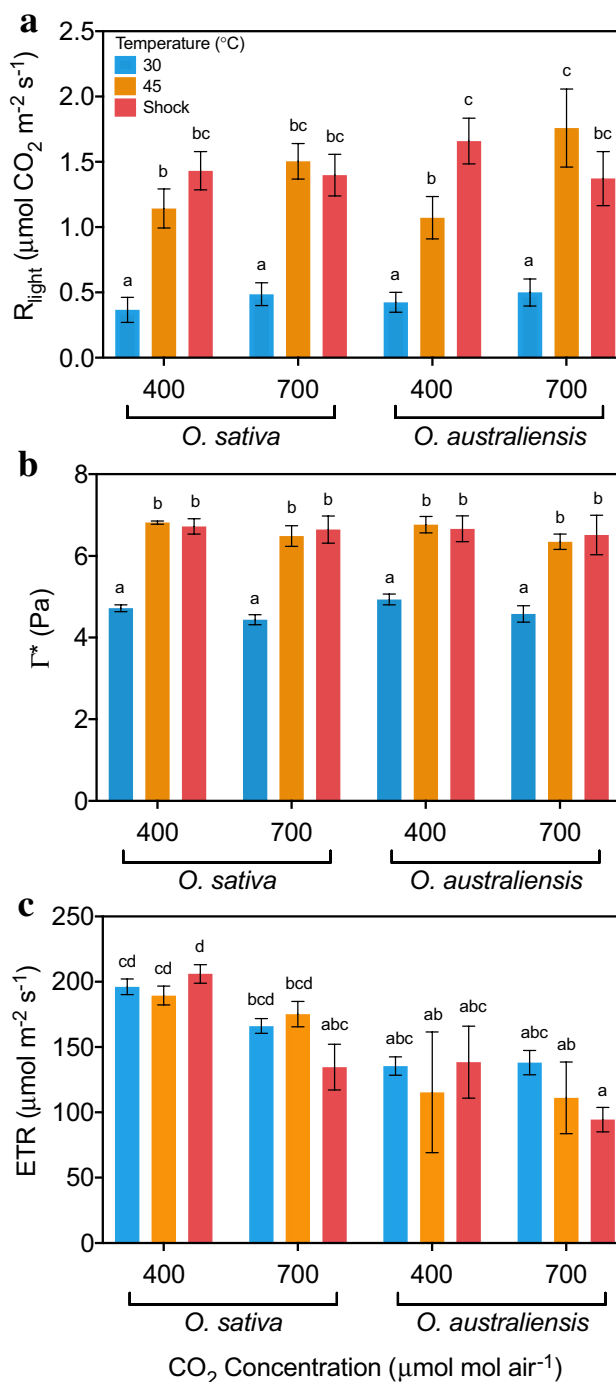 a
R_light (μmol CO₂ m⁻² s⁻¹)
2.5
2.0
1.5
1.0
0.5
0.0
Temperature (°C)
30
45
Shock
a b bc a bc bc a b c a c bc
400 700 400 700
O. sativa O. australiensis
b
Γ* (Pa)
8
6
4
2
0
a b b a b b a b b a b b
400 700 400 700
O. sativa O. australiensis
c
ETR (μmol m⁻² s⁻¹)
250
200
150
100
50
0
cd cd d bcd bcd abc abc ab abc abc ab a
400 700 400 700
O. sativa O. australiensis
CO₂ Concentration (μmol mol air⁻¹)